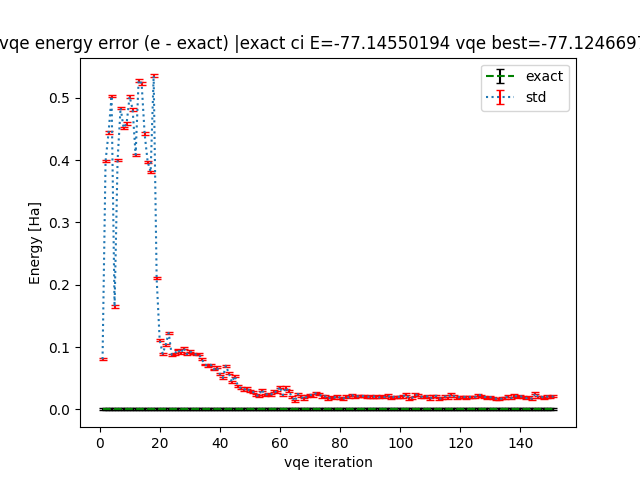 vqe energy error (e - exact) |exact ci E=-77.14550194 vqe best=-77.1246697
exact
std
Energy [Ha]
0.5
0.4
0.3
0.2
0.1
0.0
0 20 40 60 80 100 120 140
vqe iteration